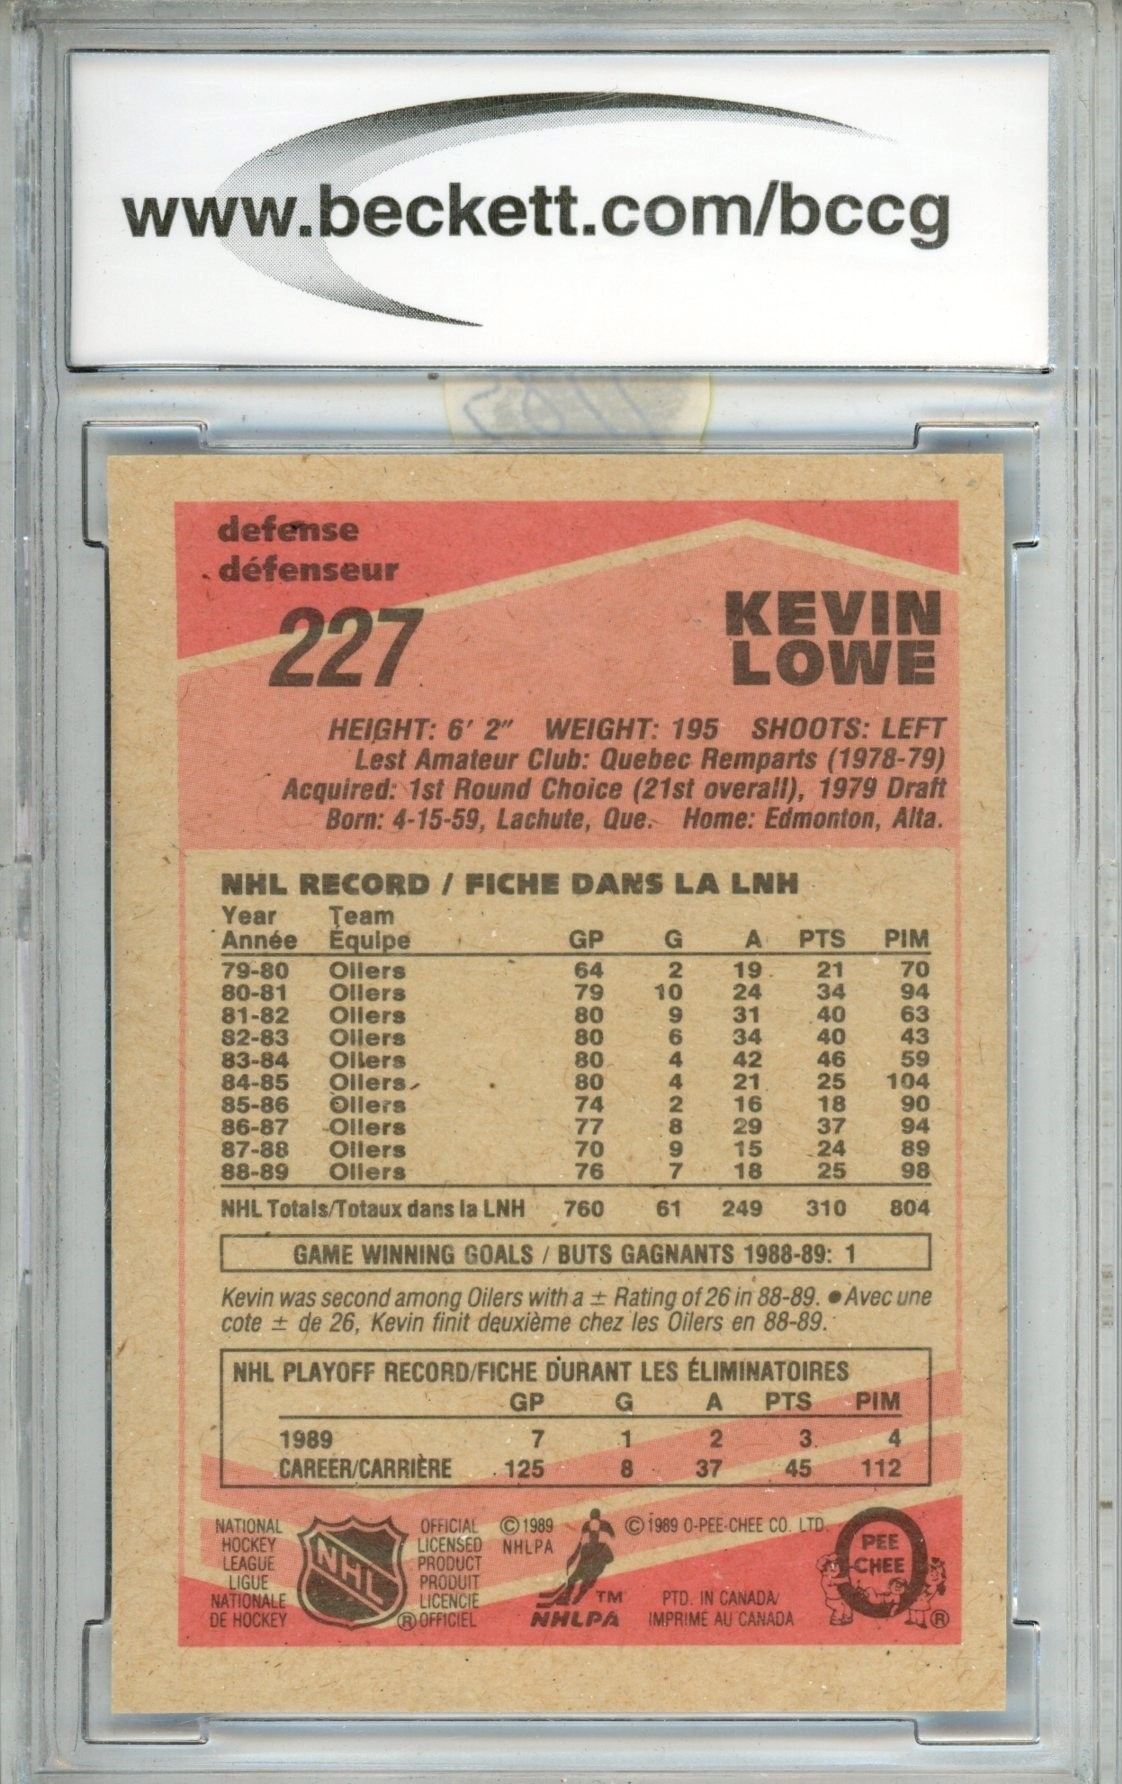 www.beckett.com/bccg
defense
défenseur
227
KEVIN
LOWE
HEIGHT: 6' 2" WEIGHT: 195 SHOOTS: LEFT
Lest Amateur Club: Quebec Remparts (1978-79)
Acquired: 1st Round Choice (21st overall), 1979 Draft
Born: 4-15-59, Lachute, Que. Home: Edmonton, Alta.
NHL RECORD / FICHE DANS LA LNH
Year Team
Année Équipe GP G A PTS PIM
79-80 Oilers 64 2 19 21 70
80-81 Oilers 79 10 24 34 94
81-82 Oilers 80 9 31 40 63
82-83 Oilers 80 6 34 40 43
83-84 Oilers 80 4 42 46 59
84-85 Oilers 80 4 21 25 104
85-86 Oilers 74 2 16 18 90
86-87 Oilers 77 8 29 37 94
87-88 Oilers 70 9 15 24 89
88-89 Oilers 76 7 18 25 98
NHL Totals/Totaux dans la LNH 760 61 249 310 804
GAME WINNING GOALS / BUTS GAGNANTS 1988-89: 1
Kevin was second among Oilers with a ± Rating of 26 in 88-89. ● Avec une
cote ± de 26, Kevin finit deuxième chez les Oilers en 88-89.
NHL PLAYOFF RECORD/FICHE DURANT LES ÉLIMINATOIRES
GP G A PTS PIM
1989 7 1 2 3 4
CAREER/CARRIÈRE 125 8 37 45 112
NATIONAL
HOCKEY
LEAGUE
LIGUE
NATIONALE
DE HOCKEY
NHL
®
OFFICIAL
LICENSED
PRODUCT
PRODUIT
LICENCIÉ
OFFICIEL
© 1989
NHLPA
TM
NHLPA
© 1989 O-PEE-CHEE CO. LTD.
PTD. IN CANADA/
IMPRIMÉ AU CANADA
O
PEE
CHEE
®